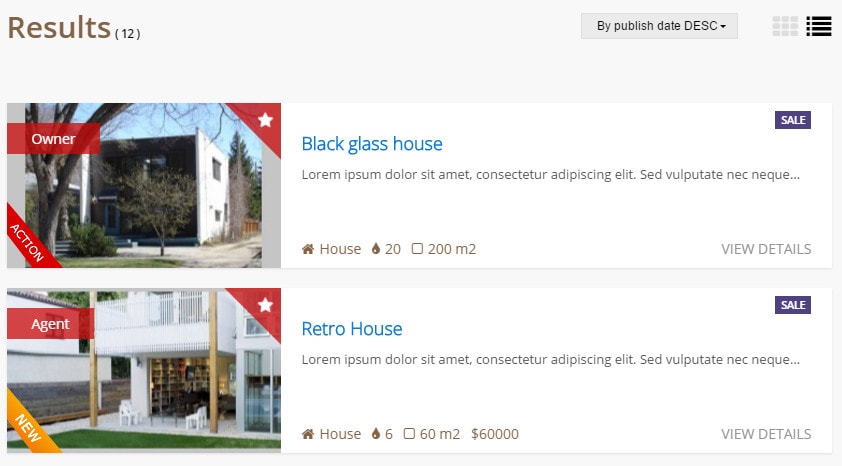 Results ( 12 )
By publish date DESC
Owner
ACTION
SALE
Black glass house
Lorem ipsum dolor sit amet, consectetur adipiscing elit. Sed vulputate nec neque...
House 20 200 m2
VIEW DETAILS
Agent
NEW
SALE
Retro House
Lorem ipsum dolor sit amet, consectetur adipiscing elit. Sed vulputate nec neque...
House 6 60 m2 $60000
VIEW DETAILS